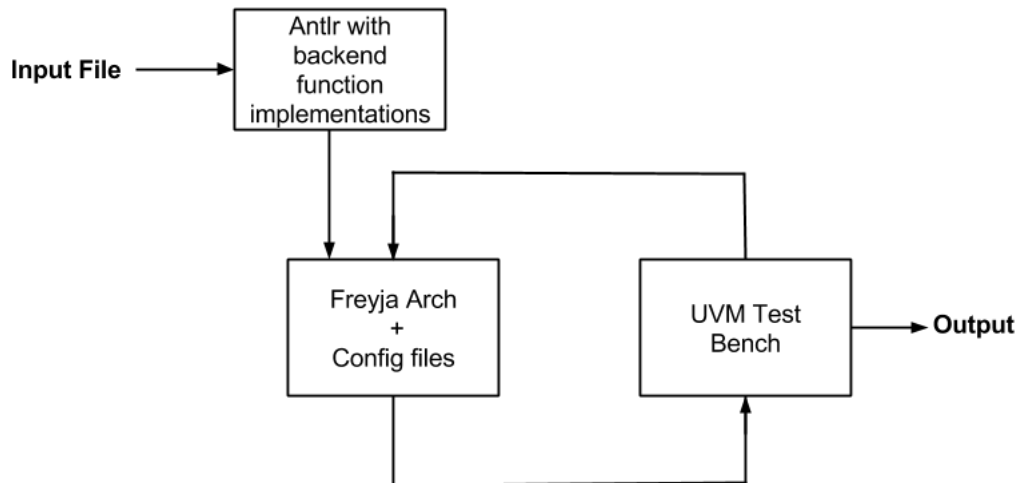 Input File
Antlr with
backend
function
implementations
Freyja Arch
+
Config files
UVM Test
Bench
Output